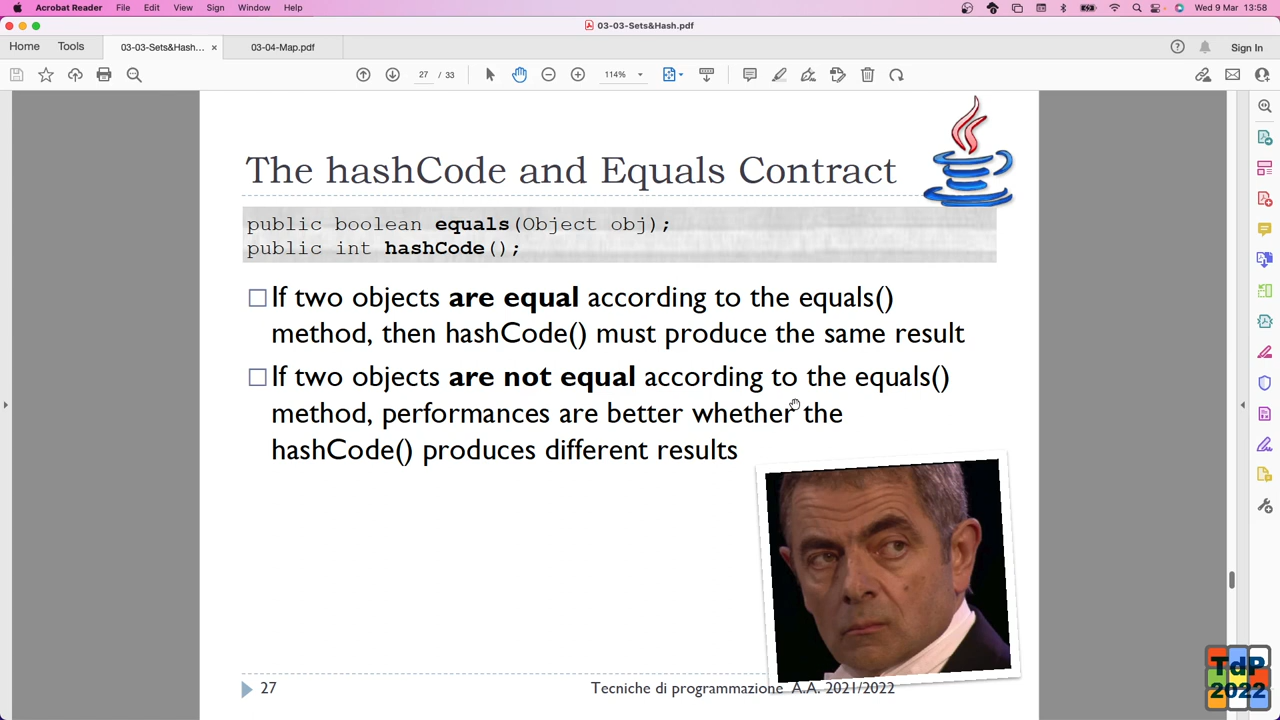 Acrobat Reader File Edit View Sign Window Help Wed 9 Mar 13:58
03-03-Sets&Hash.pdf
Home Tools 03-03-Sets&Hash... × 03-04-Map.pdf Sign In
27 / 33 114%
The hashCode and Equals Contract
public boolean equals(Object obj);
public int hashCode();
If two objects are equal according to the equals()
method, then hashCode() must produce the same result
If two objects are not equal according to the equals()
method, performances are better whether the
hashCode() produces different results
27 Tecniche di programmazione A.A. 2021/2022
TdP
2022